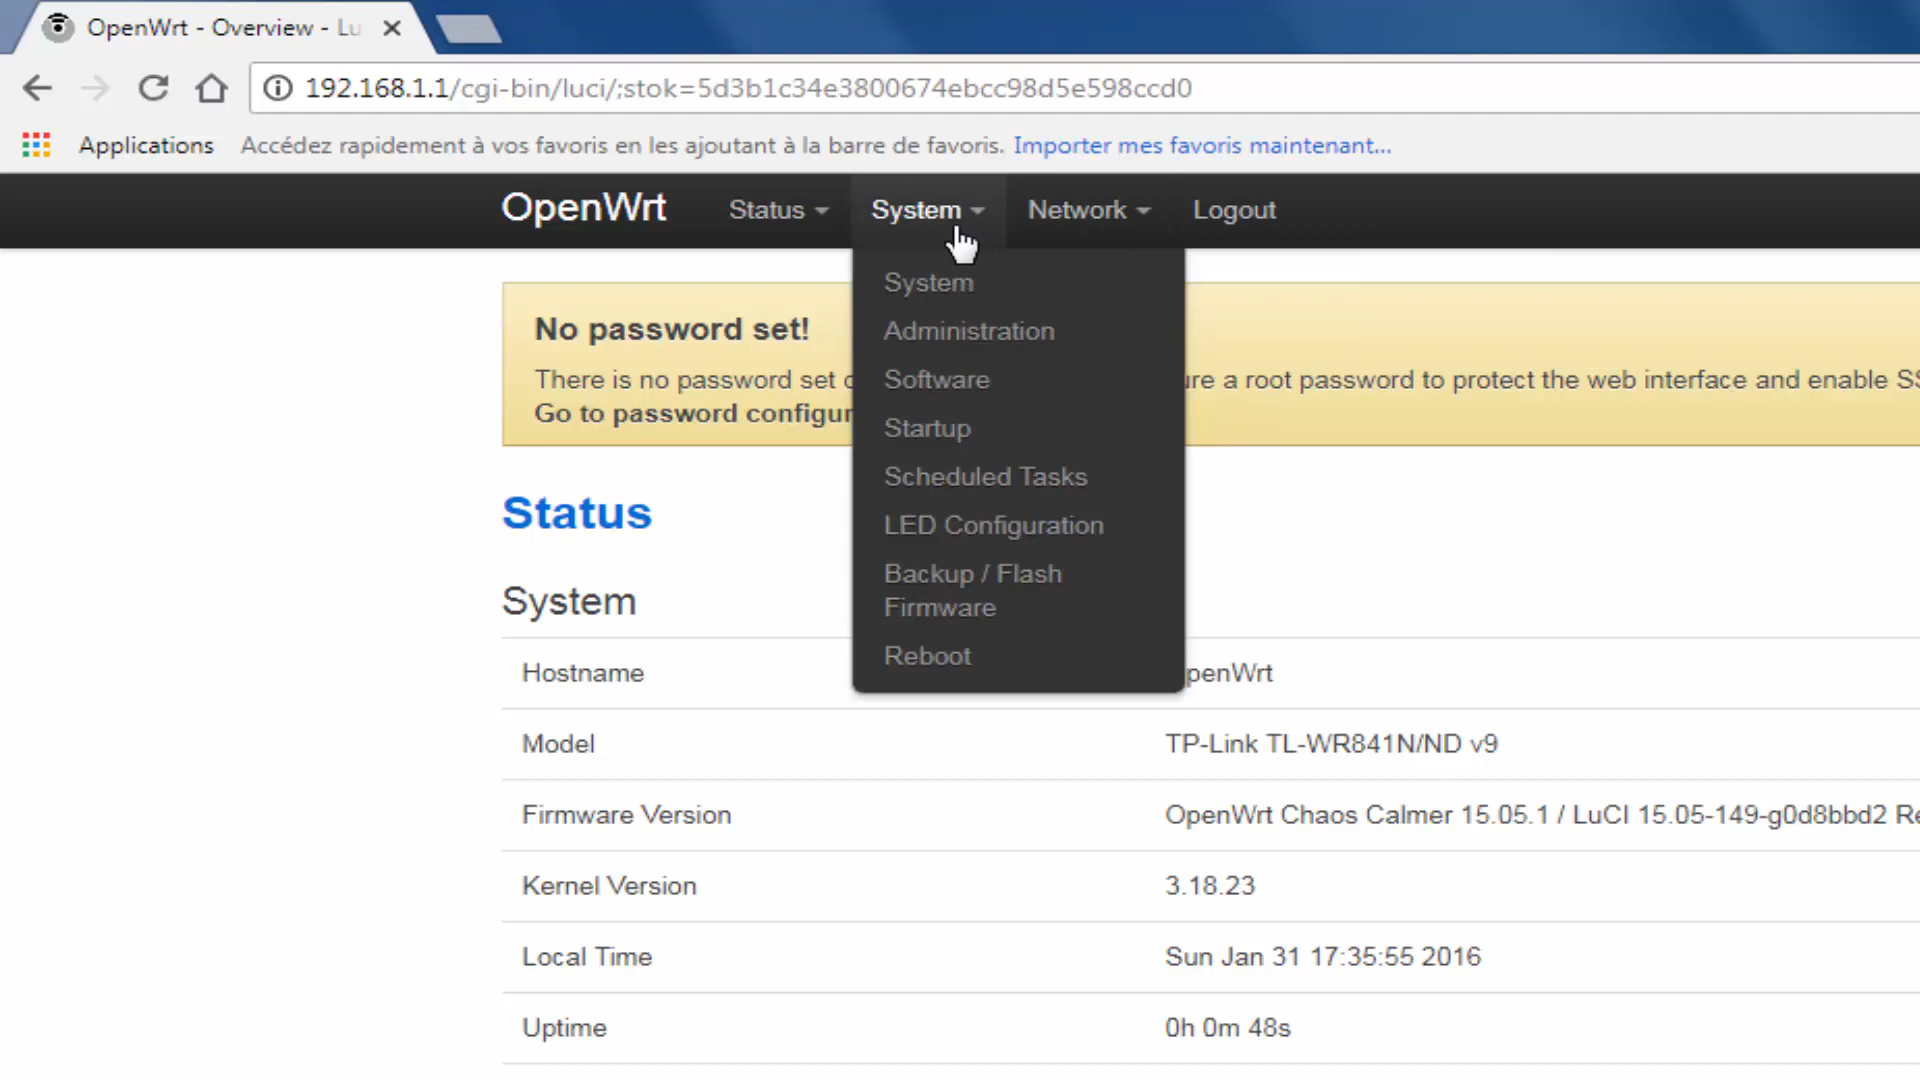 OpenWrt - Overview - Lu
192.168.1.1/cgi-bin/luci/;stok=5d3b1c34e3800674ebcc98d5e598ccd0
Applications Accédez rapidement à vos favoris en les ajoutant à la barre de favoris. Importer mes favoris maintenant...
OpenWrt Status System Network Logout
System
Administration
Software
Startup
Scheduled Tasks
LED Configuration
Backup / Flash
Firmware
Reboot
No password set!
There is no password set a root password to protect the web interface and enable
Go to password
Status
System
Hostname penWrt
Model TP-Link TL-WR841N/ND v9
Firmware Version OpenWrt Chaos Calmer 15.05.1 / LuCI 15.05-149-g0d8bbd2
Kernel Version 3.18.23
Local Time Sun Jan 31 17:35:55 2016
Uptime 0h 0m 48s